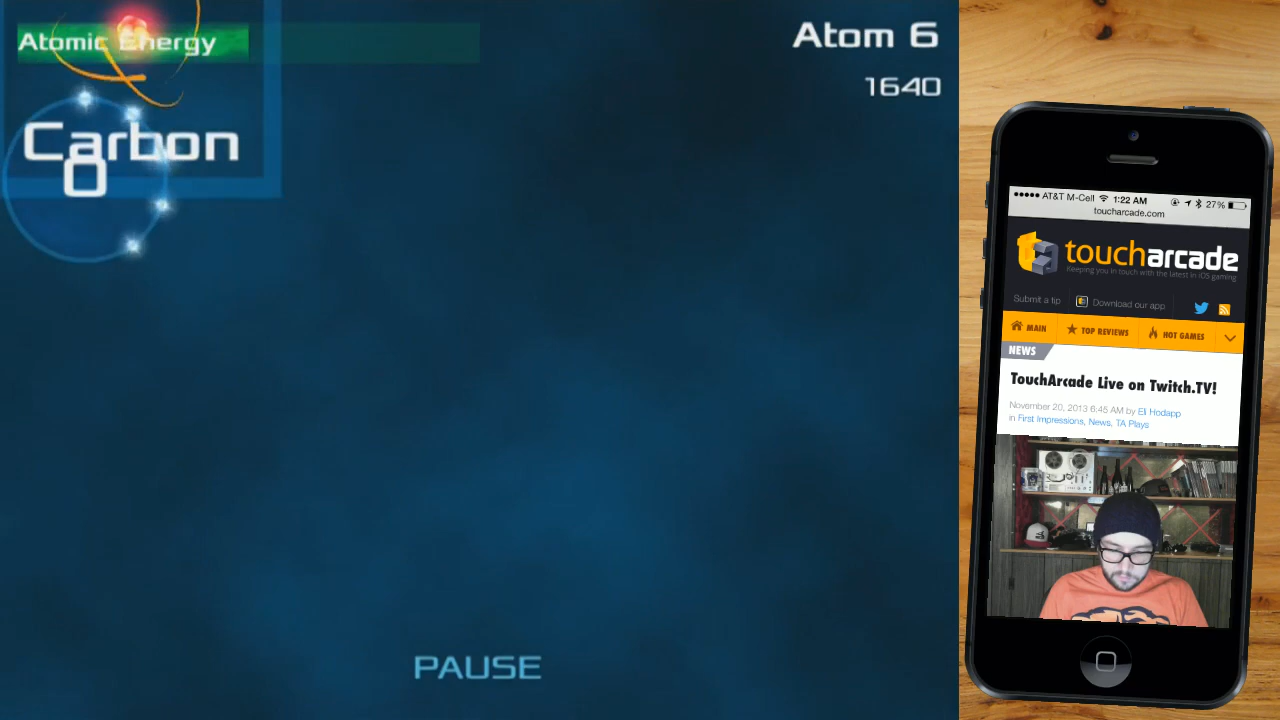 Atomic Energy
Atom 6
1640
Carbon
0
PAUSE
AT&T M-Cell 1:22 AM 27%
toucharcade.com
toucharcade
Keeping you in touch with the latest in iOS gaming
Submit a tip Download our app
MAIN TOP REVIEWS HOT GAMES
NEWS
TouchArcade Live on Twitch.TV!
November 20, 2013 6:45 AM by Eli Hodapp
in First Impressions, News, TA Plays